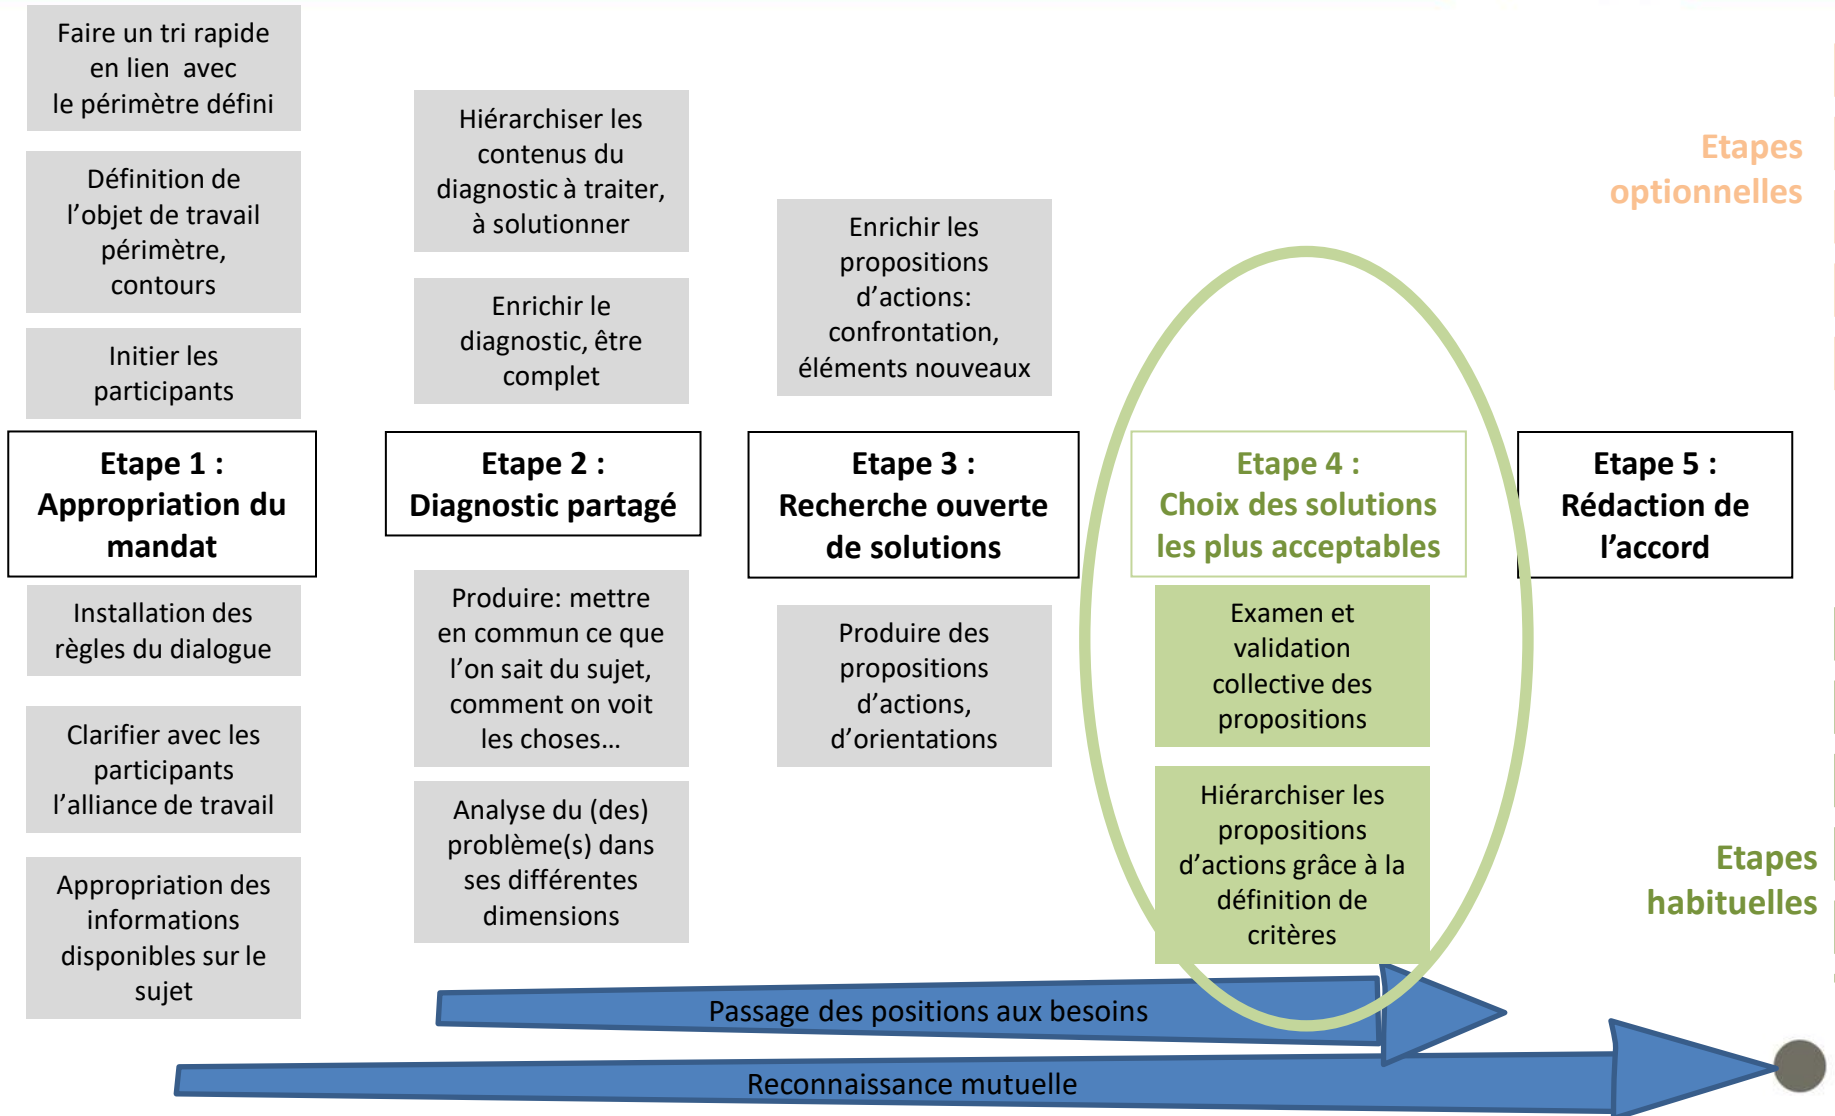 Faire un tri rapide
en lien  avec
le périmètre défini
Définition de
l’objet de travail
périmètre,
contours
Initier les
participants
Etape 1 :
Appropriation du
mandat
Installation des
règles du dialogue
Clarifier avec les
participants
l’alliance de travail
Appropriation des
informations
disponibles sur le
sujet
Hiérarchiser les
contenus du
diagnostic à traiter,
à solutionner
Enrichir le
diagnostic, être
complet
Etape 2 :
Diagnostic partagé
Produire: mettre
en commun ce que
l’on sait du sujet,
comment on voit
les choses…
Analyse du (des)
problème(s) dans
ses différentes
dimensions
Enrichir les
propositions
d’actions:
confrontation,
éléments nouveaux
Etape 3 :
Recherche ouverte
de solutions
Produire des
propositions
d’actions,
d’orientations
Etape 4 :
Choix des solutions
les plus acceptables
Examen et
validation
collective des
propositions
Hiérarchiser les
propositions
d’actions grâce à la
définition de
critères
Etapes
optionnelles
Etape 5 :
Rédaction de
l’accord
Etapes
habituelles
Passage des positions aux besoins
Reconnaissance mutuelle